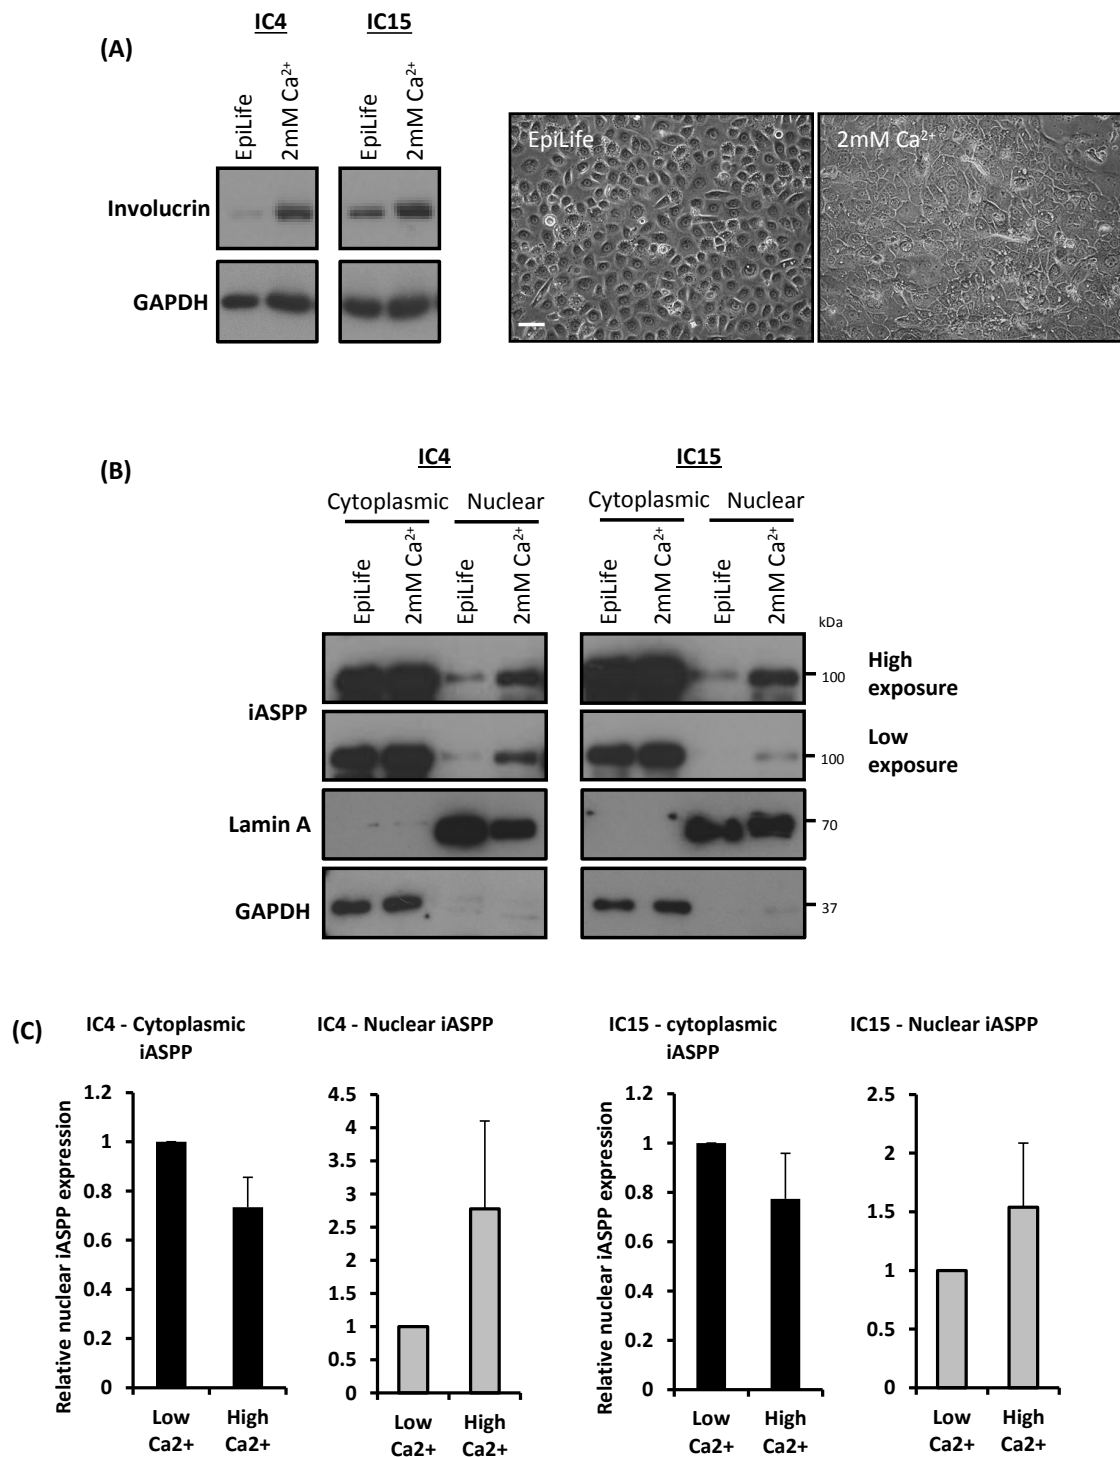 (A)
IC4
IC15
EpiLife
2mM Ca²⁺
EpiLife
2mM Ca²⁺
Involucrin
GAPDH
EpiLife
2mM Ca²⁺
(B)
IC4
IC15
Cytoplasmic
Nuclear
Cytoplasmic
Nuclear
EpiLife
2mM Ca²⁺
EpiLife
2mM Ca²⁺
EpiLife
2mM Ca²⁺
EpiLife
2mM Ca²⁺
kDa
iASPP
100
High
exposure
100
Low
exposure
Lamin A
70
GAPDH
37
(C)
IC4 - Cytoplasmic
iASPP
Relative nuclear iASPP expression
1.2
1
0.8
0.6
0.4
0.2
0
Low
Ca2+
High
Ca2+
IC4 - Nuclear iASPP
4.5
4
3.5
3
2.5
2
1.5
1
0.5
0
Low
Ca2+
High
Ca2+
IC15 - cytoplasmic
iASPP
Relative nuclear iASPP expression
1.2
1
0.8
0.6
0.4
0.2
0
Low
Ca2+
High
Ca2+
IC15 - Nuclear iASPP
2.5
2
1.5
1
0.5
0
Low
Ca2+
High
Ca2+